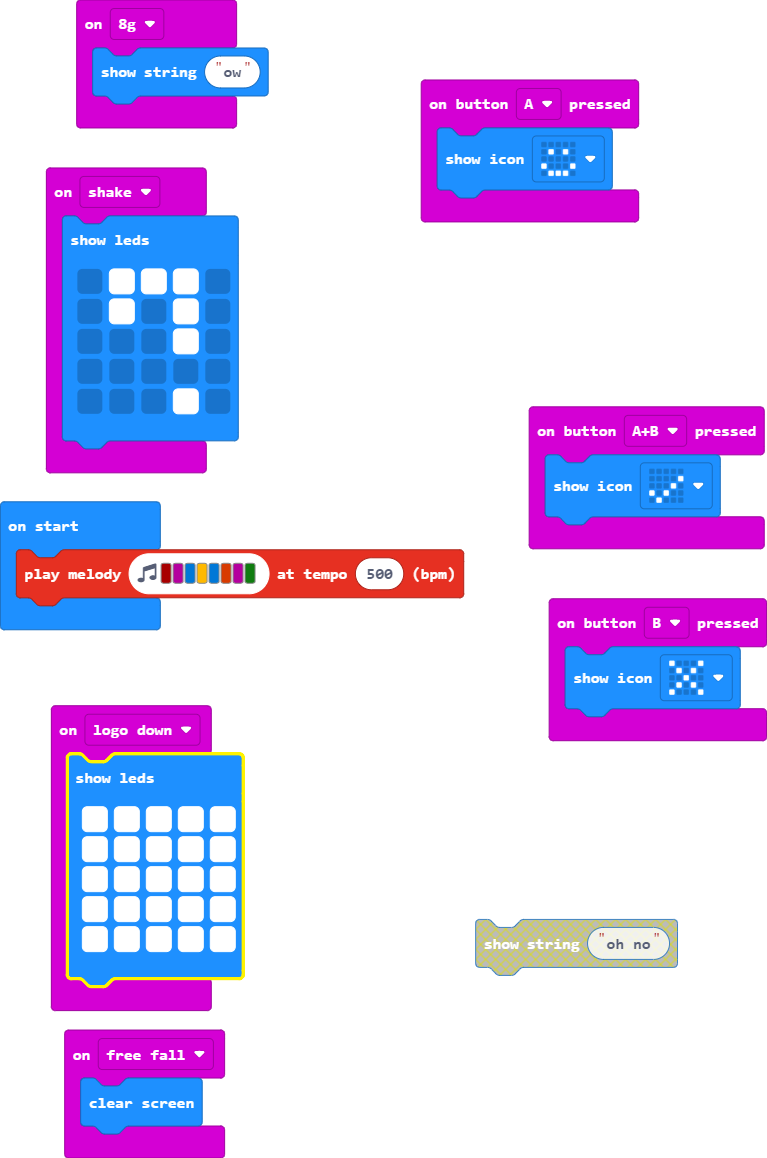 on 8g
show string "ow"
on button A pressed
show icon
on shake
show leds
on button A+B pressed
show icon
on start
play melody at tempo 500 (bpm)
on button B pressed
show icon
on logo down
show leds
show string "oh no"
on free fall
clear screen